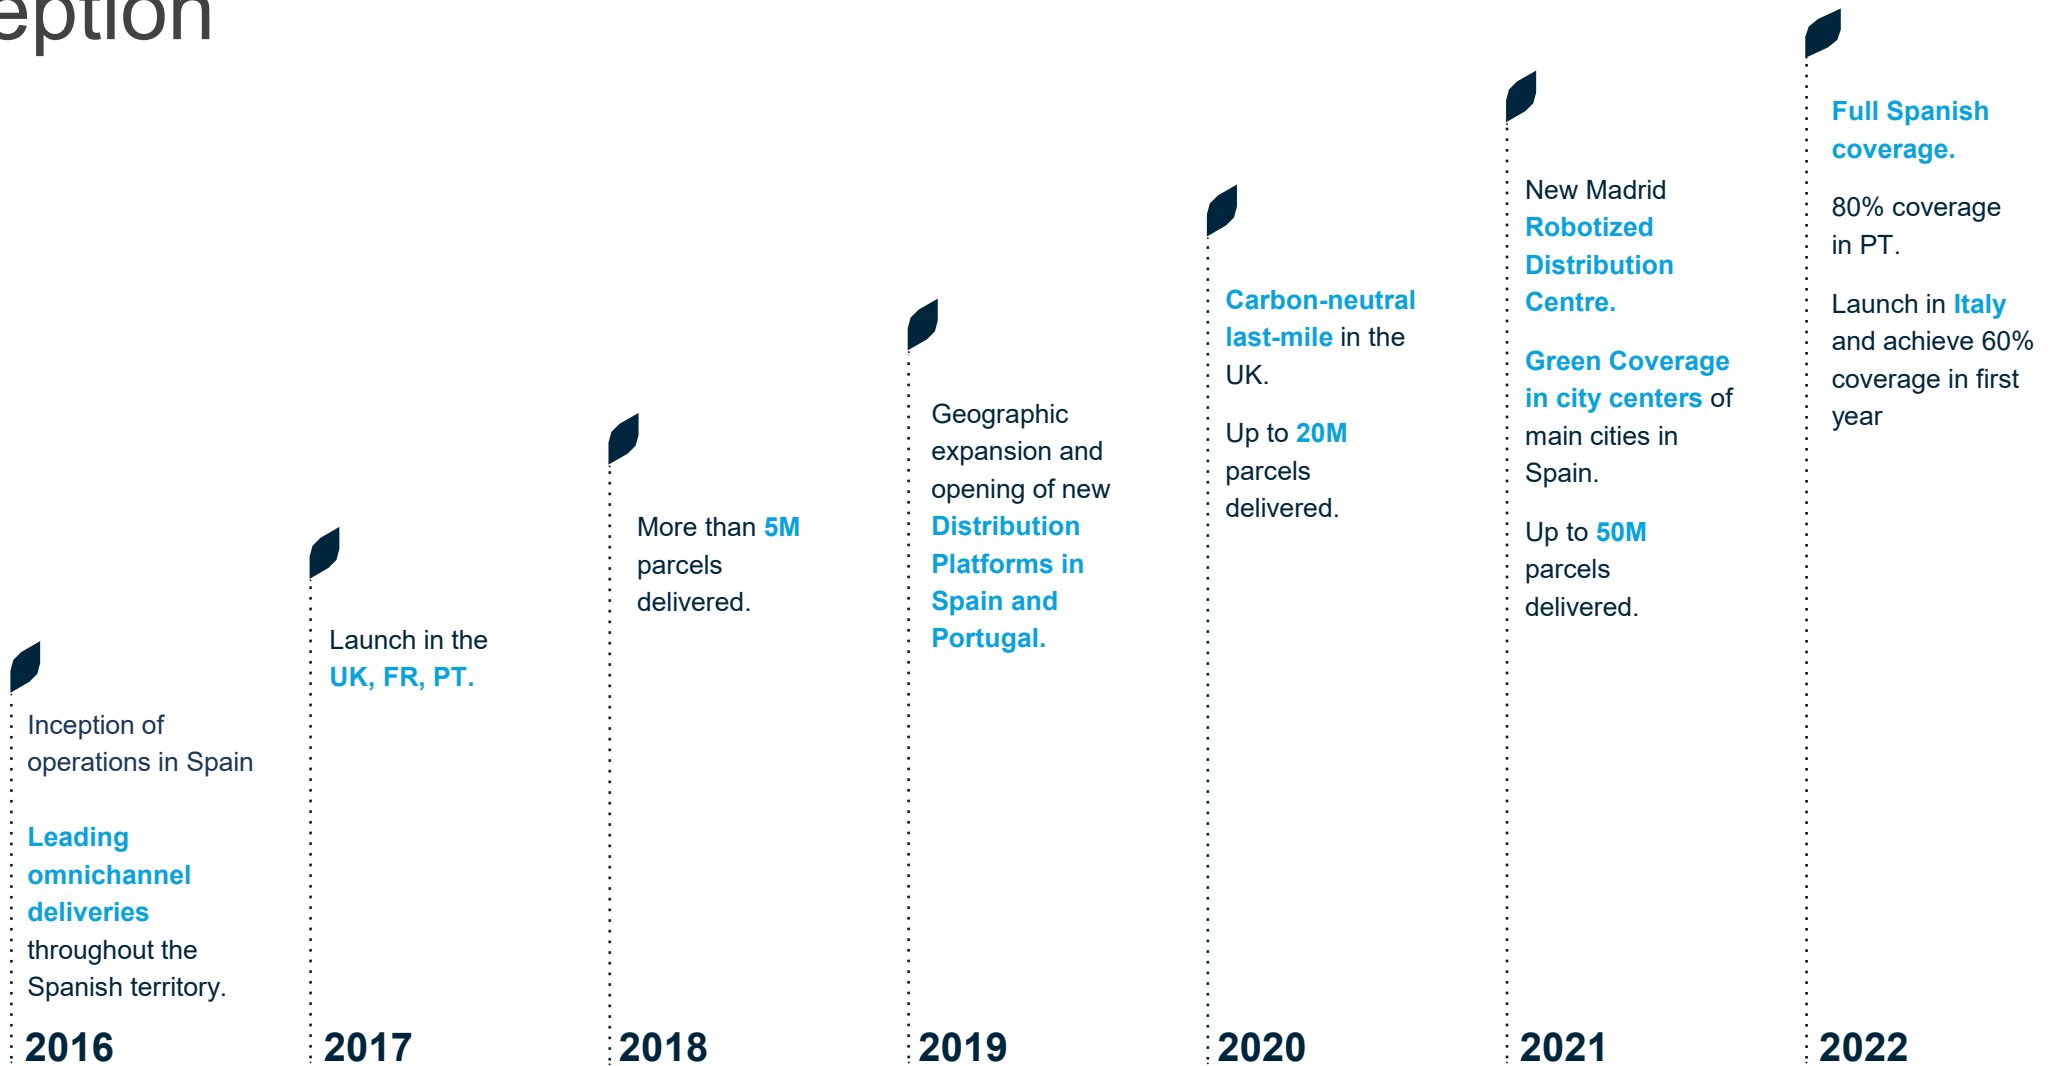 eption
Inception of
operations in Spain
Leading
omnichannel
deliveries
throughout the
Spanish territory.
2016
Launch in the
UK, FR, PT.
2017
More than 5M
parcels
delivered.
2018
Geographic
expansion and
opening of new
Distribution
Platforms in
Spain and
Portugal.
2019
Carbon-neutral
last-mile in the
UK.
Up to 20M
parcels
delivered.
2020
New Madrid
Robotized
Distribution
Centre.
Green Coverage
in city centers of
main cities in
Spain.
Up to 50M
parcels
delivered.
2021
Full Spanish
coverage.
80% coverage
in PT.
Launch in Italy
and achieve 60%
coverage in first
year
2022